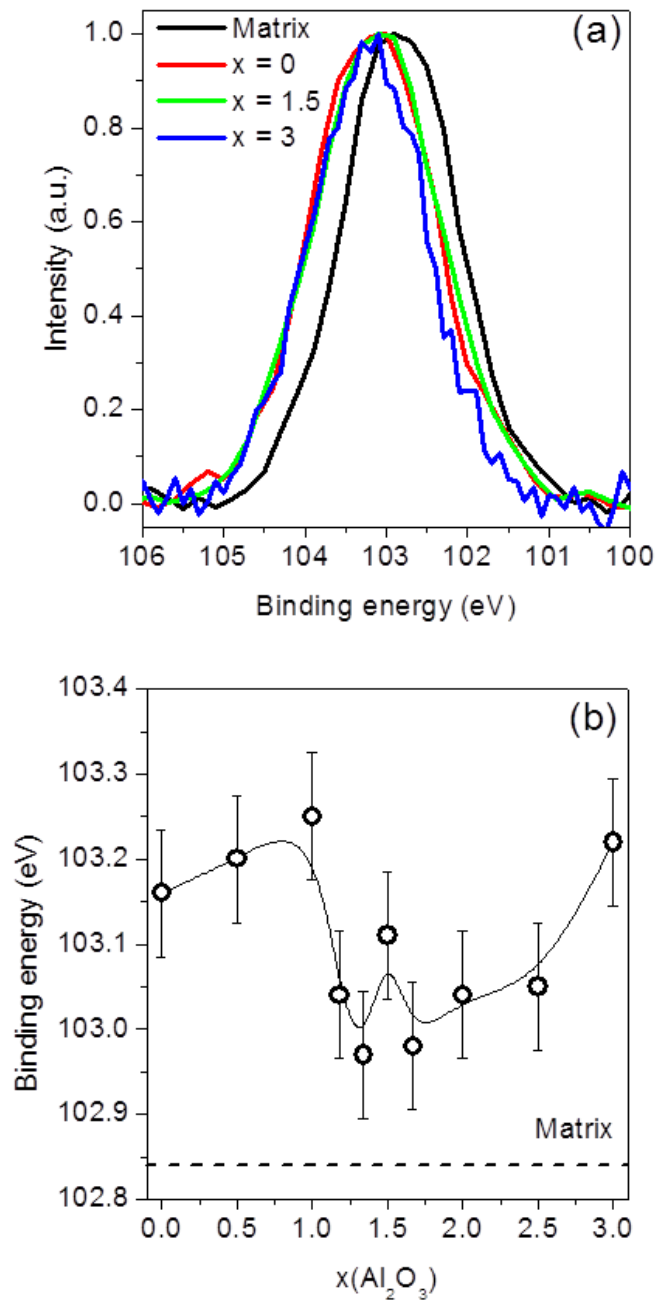 (a)
Matrix
x = 0
x = 1.5
x = 3
1.0
0.8
0.6
0.4
0.2
0.0
Intensity (a.u.)
106 105 104 103 102 101 100
Binding energy (eV)
(b)
103.4
103.3
103.2
103.1
103.0
102.9
102.8
Binding energy (eV)
Matrix
0.0 0.5 1.0 1.5 2.0 2.5 3.0
x(Al₂O₃)